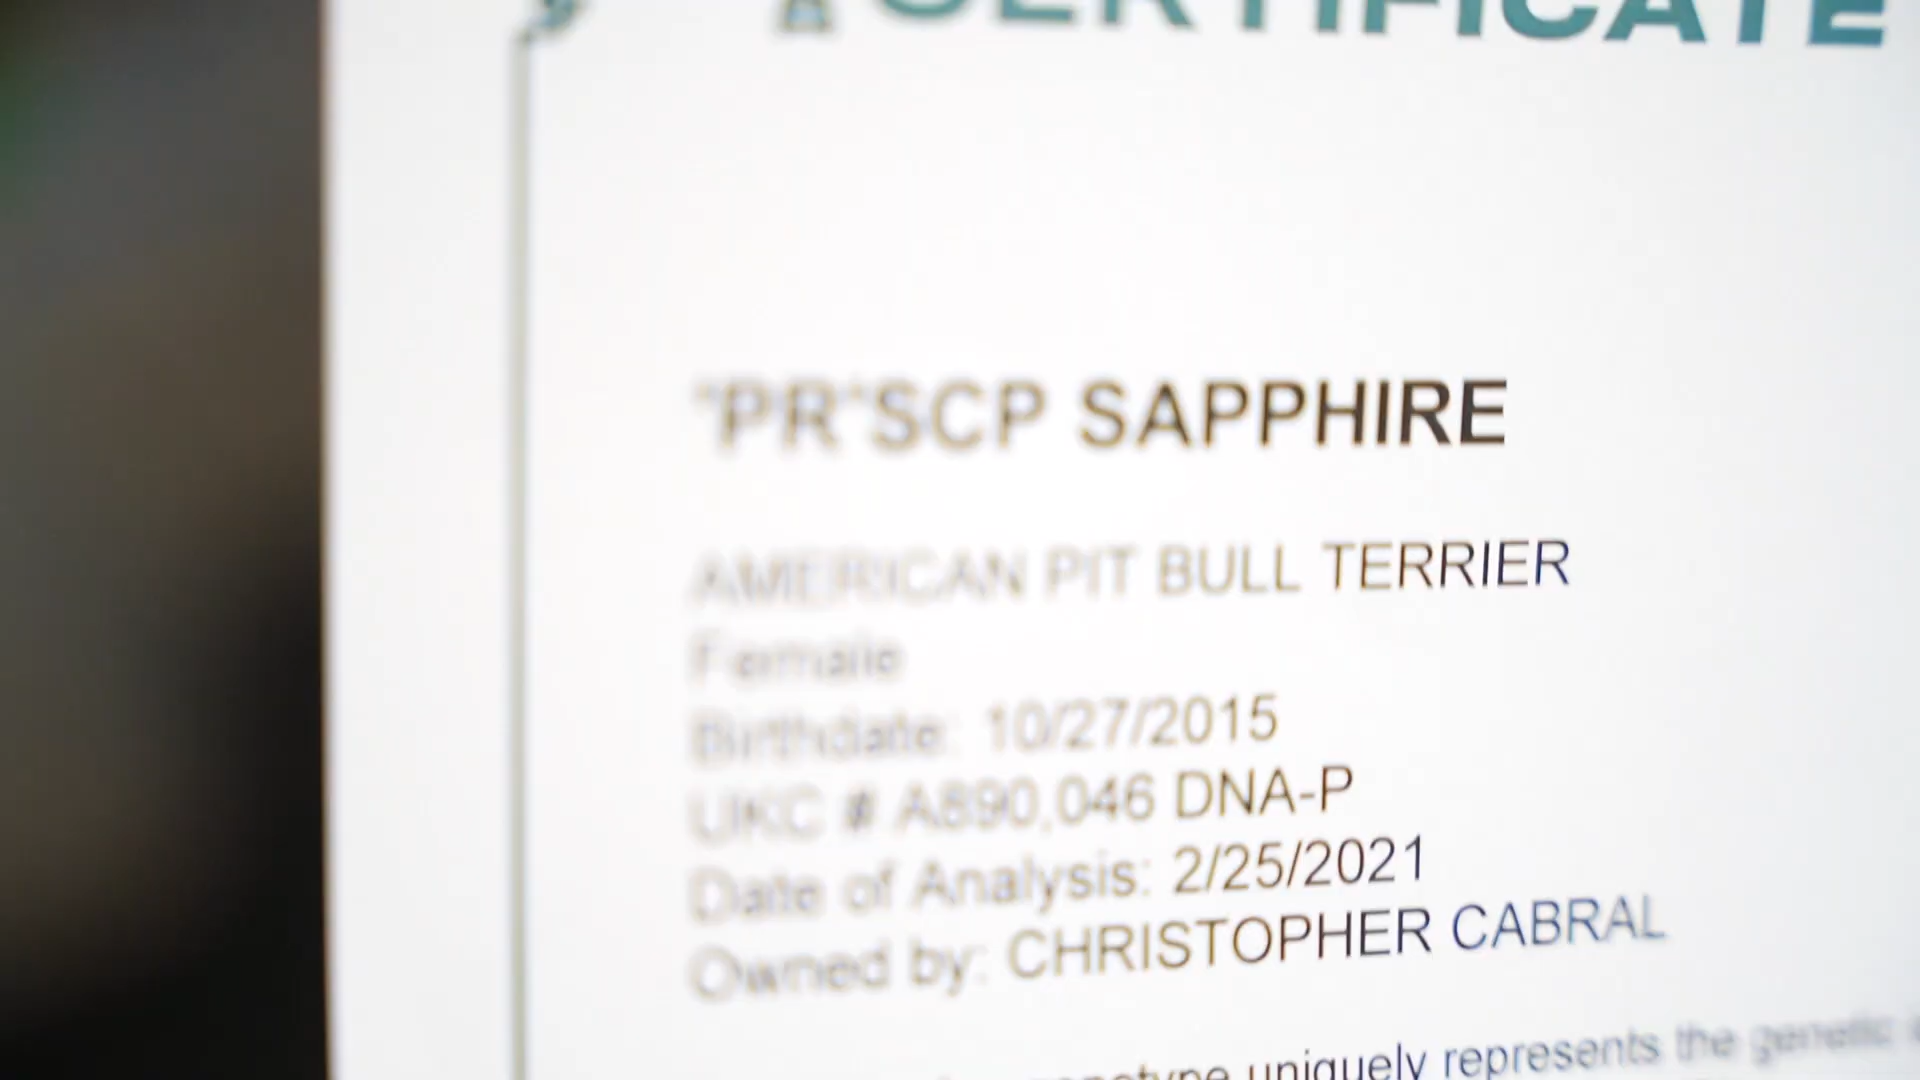 CERTIFICATE
'PR'SCP SAPPHIRE
AMERICAN PIT BULL TERRIER
Female
Birthdate: 10/27/2015
UKC # A890,046 DNA-P
Date of Analysis: 2/25/2021
Owned by: CHRISTOPHER CABRAL
uniquely represents the genetic